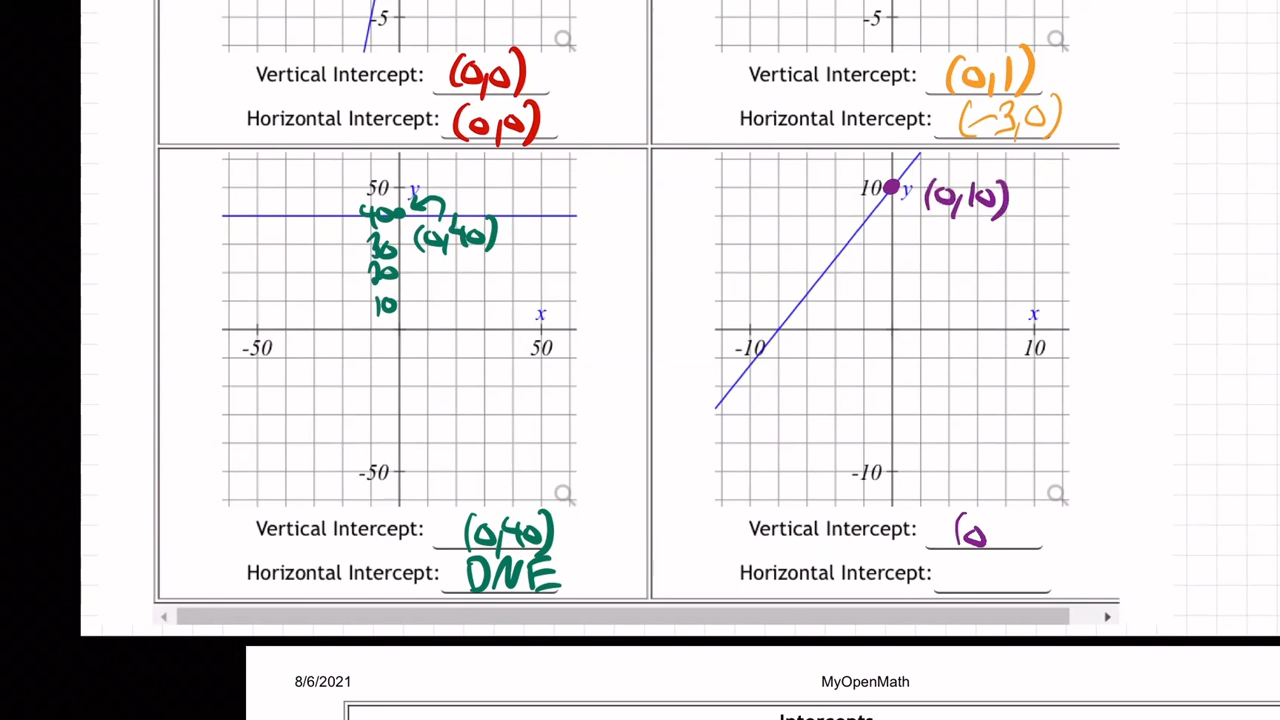 -5 -5
Vertical Intercept: (0,0) Vertical Intercept: (0,1)
Horizontal Intercept: (0,0) Horizontal Intercept: (-3,0)
50 y 10 y (0,10)
40 (0,40)
30
20
10
x x
-50 50 -10 10
-50 -10
Vertical Intercept: (0,40) Vertical Intercept: (0
Horizontal Intercept: DNE Horizontal Intercept:
8/6/2021 MyOpenMath
Intercepts